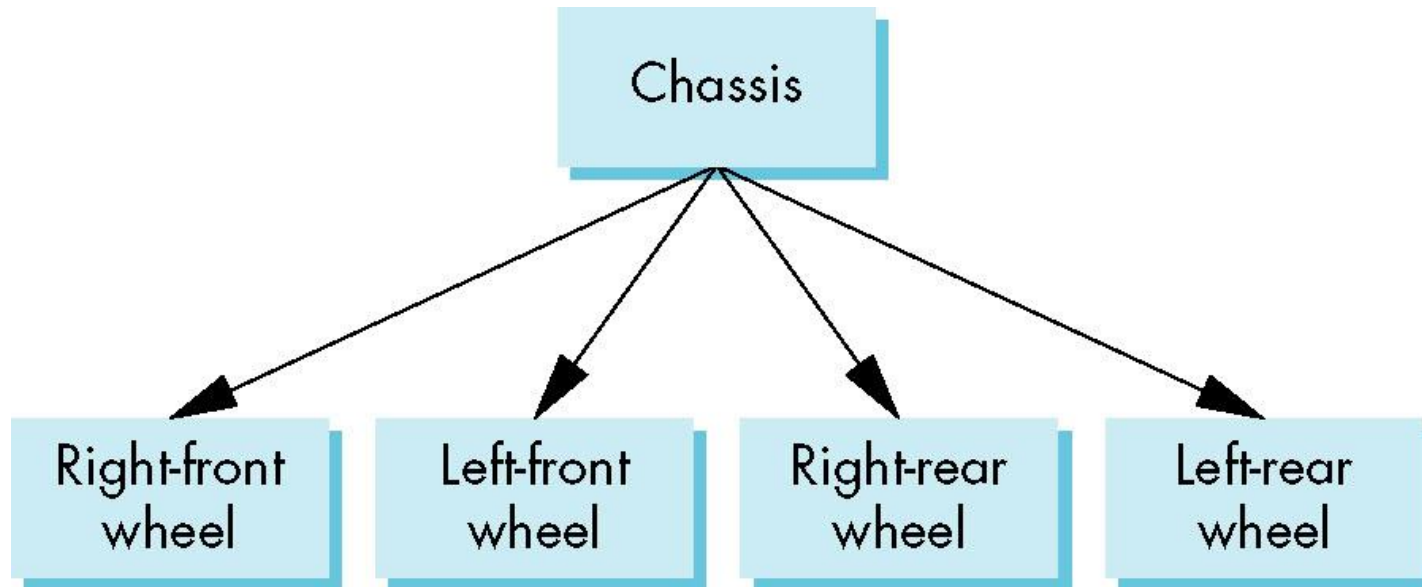 Chassis
Right-front
wheel
Left-front
wheel
Right-rear
wheel
Left-rear
wheel